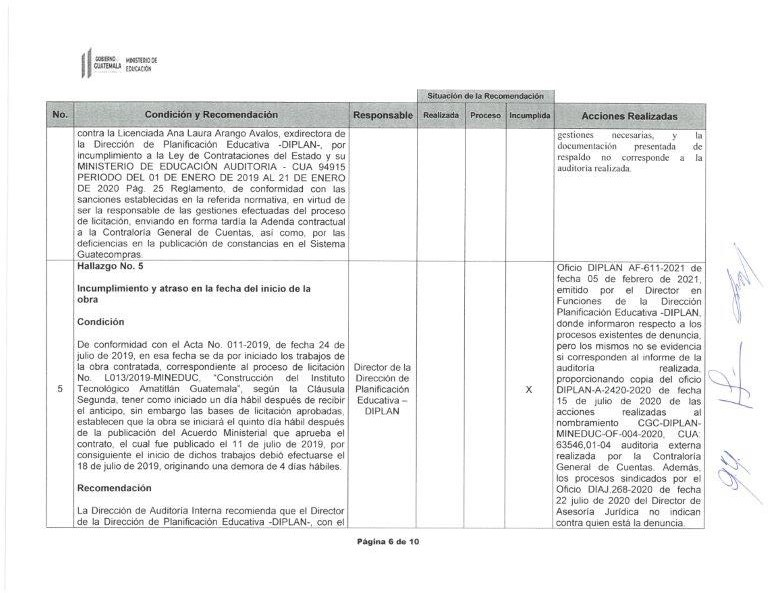 GOBIERNO
GUATEMALA
MINISTERIO DE
EDUCACIÓN
Situación de la Recomendación
No. Condición y Recomendación Responsable Realizada Proceso Incumplida Acciones Realizadas
contra la Licenciada Ana Laura Arango Avalos, exdirectora de
la Dirección de Planificación Educativa -DIPLAN-, por
incumplimiento a la Ley de Contrataciones del Estado y su
MINISTERIO DE EDUCACIÓN AUDITORIA - CUA 94915
PERIODO DEL 01 DE ENERO DE 2019 AL 21 DE ENERO
DE 2020 Pág. 25 Reglamento, de conformidad con las
sanciones establecidas en la referida normativa, en virtud de
ser la responsable de las gestiones efectuadas del proceso
de licitación, enviando en forma tardía la Adenda contractual
a la Contraloría General de Cuentas, así como, por las
deficiencias en la publicación de constancias en el Sistema
Guatecompras.
gestiones necesarias, y la
documentación presentada de
respaldo no corresponde a la
auditoria realizada.
5
Hallazgo No. 5
Incumplimiento y atraso en la fecha del inicio de la
obra
Condición
De conformidad con el Acta No. 011-2019, de fecha 24 de
julio de 2019, en esa fecha se da por iniciado los trabajos de
la obra contratada, correspondiente al proceso de licitación
No. L013/2019-MINEDUC, "Construcción del Instituto
Tecnológico Amatitlán Guatemala", según la Cláusula
Segunda, tener como iniciado un día hábil después de recibir
el anticipo, sin embargo las bases de licitación aprobadas,
establecen que la obra se iniciará el quinto día hábil después
de la publicación del Acuerdo Ministerial que aprueba el
contrato, el cual fue publicado el 11 de julio de 2019, por
consiguiente el inicio de dichos trabajos debió efectuarse el
18 de julio de 2019, originando una demora de 4 días hábiles.
Recomendación
La Dirección de Auditoría Interna recomienda que el Director
de la Dirección de Planificación Educativa -DIPLAN-, con el
Director de la
Dirección de
Planificación
Educativa –
DIPLAN
X
Oficio DIPLAN AF-611-2021 de
fecha 05 de febrero de 2021,
emitido por el Director en
Funciones de la Dirección
Planificación Educativa -DIPLAN,
donde informaron respecto a los
procesos existentes de denuncia,
pero los mismos no se evidencia
si corresponden al informe de la
auditoria realizada,
proporcionando copia del oficio
DIPLAN-A-2420-2020 de fecha
15 de julio de 2020 de las
acciones realizadas al
nombramiento CGC-DIPLAN-
MINEDUC-OF-004-2020, CUA:
63546,01-04 auditoria externa
realizada por la Contraloría
General de Cuentas. Además,
los procesos sindicados por el
Oficio DIAJ.268-2020 de fecha
22 julio de 2020 del Director de
Asesoría Jurídica no indican
contra quien está la denuncia.
Página 6 de 10